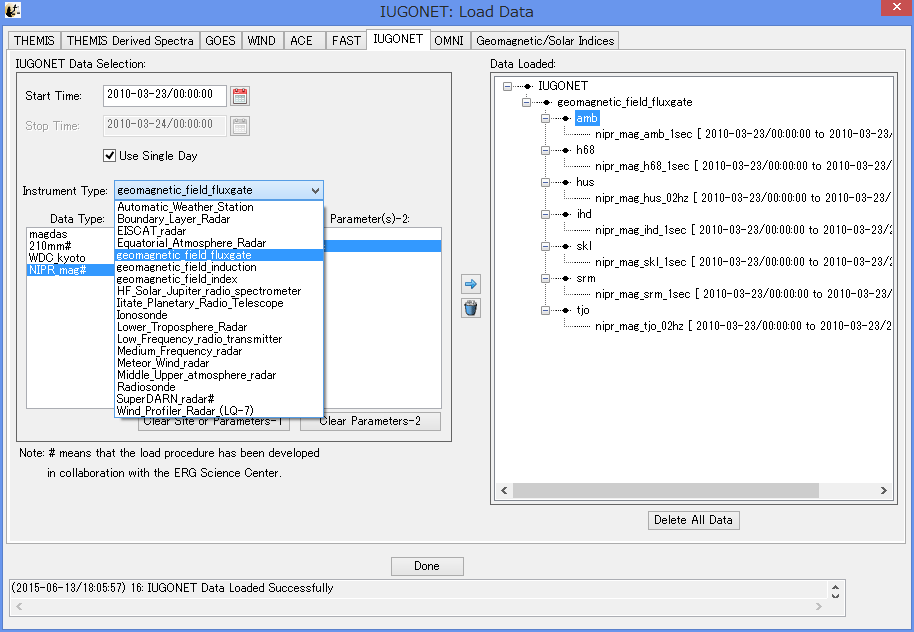 IUGONET: Load Data
THEMIS THEMIS Derived Spectra GOES WIND ACE FAST IUGONET OMNI Geomagnetic/Solar Indices
IUGONET Data Selection:
Start Time: 2010-03-23/00:00:00
Stop Time: 2010-03-24/00:00:00
Use Single Day
Instrument Type: geomagnetic_field_fluxgate
Automatic_Weather_Station
Boundary_Layer_Radar
EISCAT_radar
Equatorial_Atmosphere_Radar
geomagnetic_field_fluxgate
geomagnetic_field_induction
geomagnetic_field_index
HF_Solar_Jupiter_radio_spectrometer
Iitate_Planetary_Radio_Telescope
Ionosonde
Lower_Troposphere_Radar
Low_Frequency_radio_transmitter
Medium_Frequency_radar
Meteor_Wind_radar
Middle_Upper_atmosphere_radar
Radiosonde
SuperDARN_radar#
Wind_Profiler_Radar_(LQ-7)
Data Type:
magdas
210mm#
WDC_kyoto
NIPR_mag#
Parameter(s)-2:
Clear Site or Parameters-1
Clear Parameters-2
Note: # means that the load procedure has been developed
in collaboration with the ERG Science Center.
Data Loaded:
IUGONET
geomagnetic_field_fluxgate
amb
nipr_mag_amb_1sec [ 2010-03-23/00:00:00 to 2010-03-23/
h68
nipr_mag_h68_1sec [ 2010-03-23/00:00:00 to 2010-03-23/
hus
nipr_mag_hus_02hz [ 2010-03-23/00:00:00 to 2010-03-23/
ihd
nipr_mag_ihd_1sec [ 2010-03-23/00:00:00 to 2010-03-23/0
skl
nipr_mag_skl_1sec [ 2010-03-23/00:00:00 to 2010-03-23/2
srm
nipr_mag_srm_1sec [ 2010-03-23/00:00:00 to 2010-03-23/
tjo
nipr_mag_tjo_02hz [ 2010-03-23/00:00:00 to 2010-03-23/2
Delete All Data
Done
(2015-06-13/18:05:57) 16: IUGONET Data Loaded Successfully